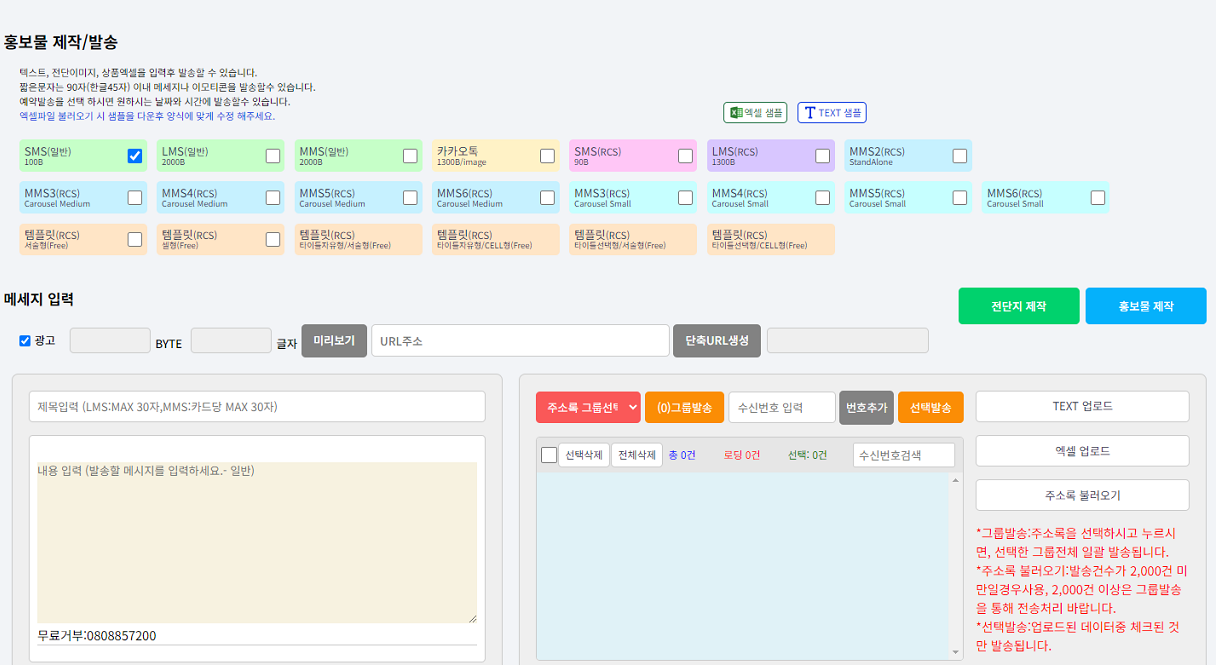 홍보물 제작/발송
텍스트, 전단이미지, 상품엑셀을 입력후 발송할 수 있습니다.
짧은문자는 90자(한글45자) 이내 메세지나 이모티콘을 발송할수 있습니다.
예약발송을 선택 하시면 원하시는 날짜와 시간에 발송할수 있습니다.
엑셀파일 불러오기 시 샘플을 다운후 양식에 맞게 수정 해주세요.
엑셀 샘플
TEXT 샘플
SMS(일반)
100B
LMS(일반)
2000B
MMS(일반)
2000B
카카오톡
1300B/image
SMS(RCS)
90B
LMS(RCS)
1300B
MMS2(RCS)
StandAlone
MMS3(RCS)
Carousel Medium
MMS4(RCS)
Carousel Medium
MMS5(RCS)
Carousel Medium
MMS6(RCS)
Carousel Medium
MMS3(RCS)
Carousel Small
MMS4(RCS)
Carousel Small
MMS5(RCS)
Carousel Small
MMS6(RCS)
Carousel Small
템플릿(RCS)
서술형(Free)
템플릿(RCS)
셀형(Free)
템플릿(RCS)
타이틀자유형/서술형(Free)
템플릿(RCS)
타이틀자유형/CELL형(Free)
템플릿(RCS)
타이틀선택형/서술형(Free)
템플릿(RCS)
타이틀선택형/CELL형(Free)
메세지 입력
전단지 제작
홍보물 제작
광고
BYTE
글자
미리보기
URL주소
단축URL생성
제목입력 (LMS:MAX 30자,MMS:카드당 MAX 30자)
내용 입력 (발송할 메시지를 입력하세요.- 일반)
무료거부:0808857200
주소록 그룹선택
(0)그룹발송
수신번호 입력
번호추가
선택발송
선택삭제
전체삭제
총 0건
로딩 0건
선택: 0건
수신번호검색
TEXT 업로드
엑셀 업로드
주소록 불러오기
*그룹발송:주소록을 선택하시고 누르시
면, 선택한 그룹전체 일괄 발송됩니다.
*주소록 불러오기:발송건수가 2,000건 미
만일경우사용, 2,000건 이상은 그룹발송
을 통해 전송처리 바랍니다.
*선택발송:업로드된 데이터중 체크된 것
만 발송됩니다.